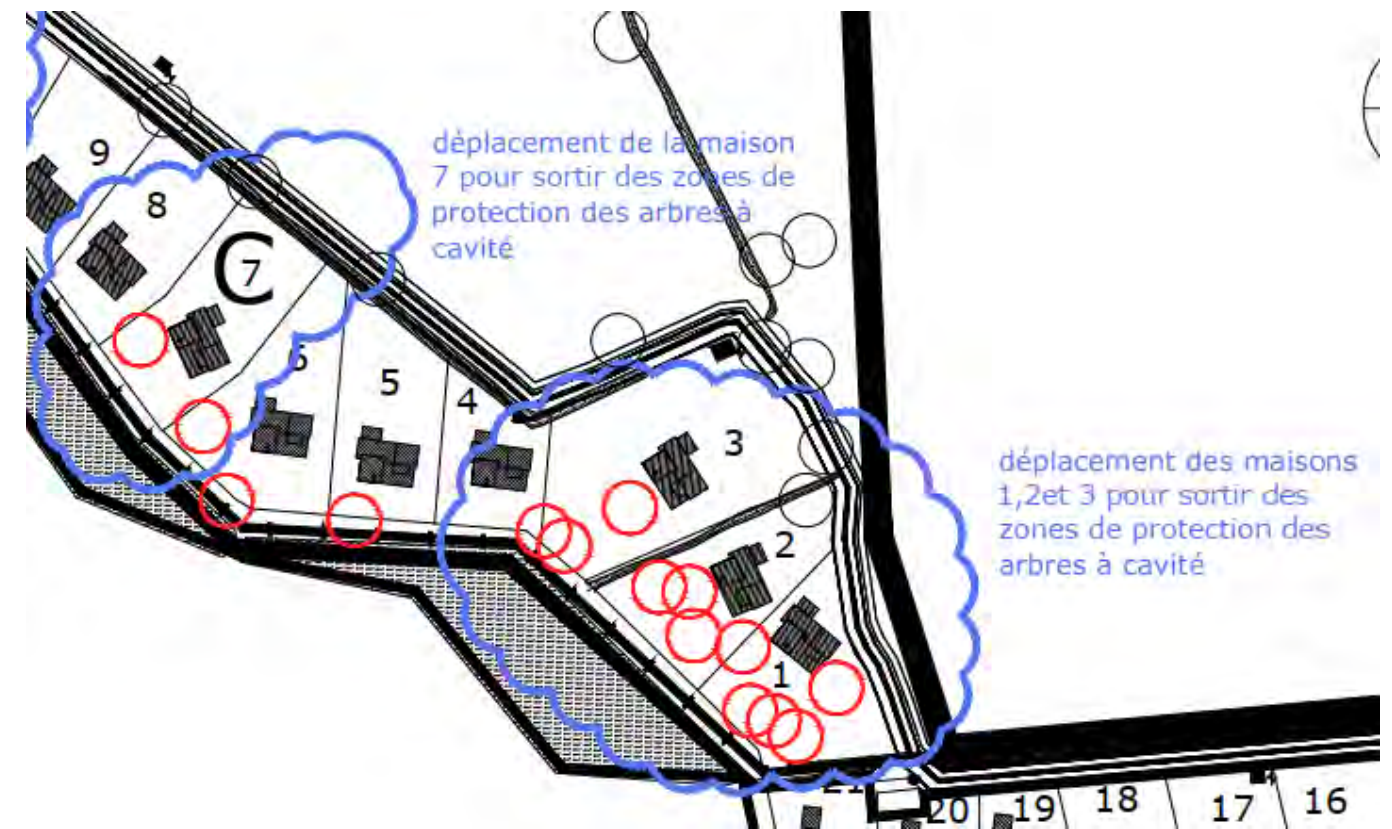 déplacement de la maison
7 pour sortir des zones de
protection des arbres à
cavité
9
8
C
7
6
5
4
3
2
1
déplacement des maisons
1,2et 3 pour sortir des
zones de protection des
arbres à cavité
21
20
19
18
17
16